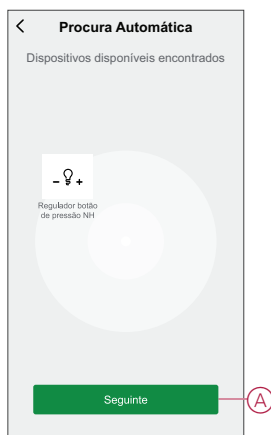 Procura Automática
Dispositivos disponíveis encontrados
Regulador botão
de pressão NH
Seguinte
A